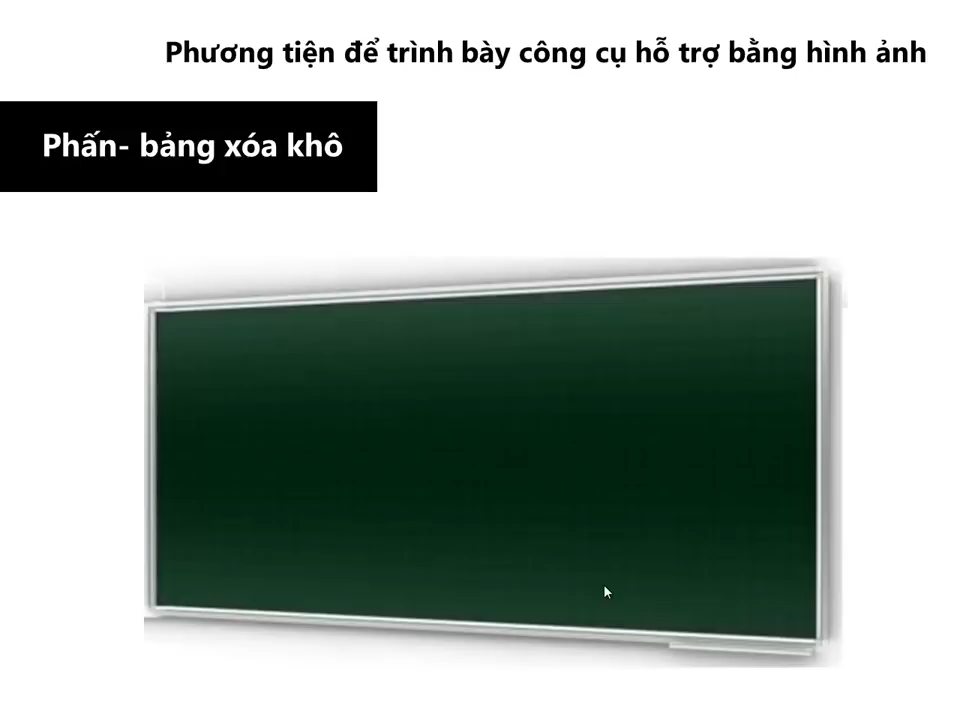 Phương tiện để trình bày công cụ hỗ trợ bằng hình ảnh
Phấn- bảng xóa khô